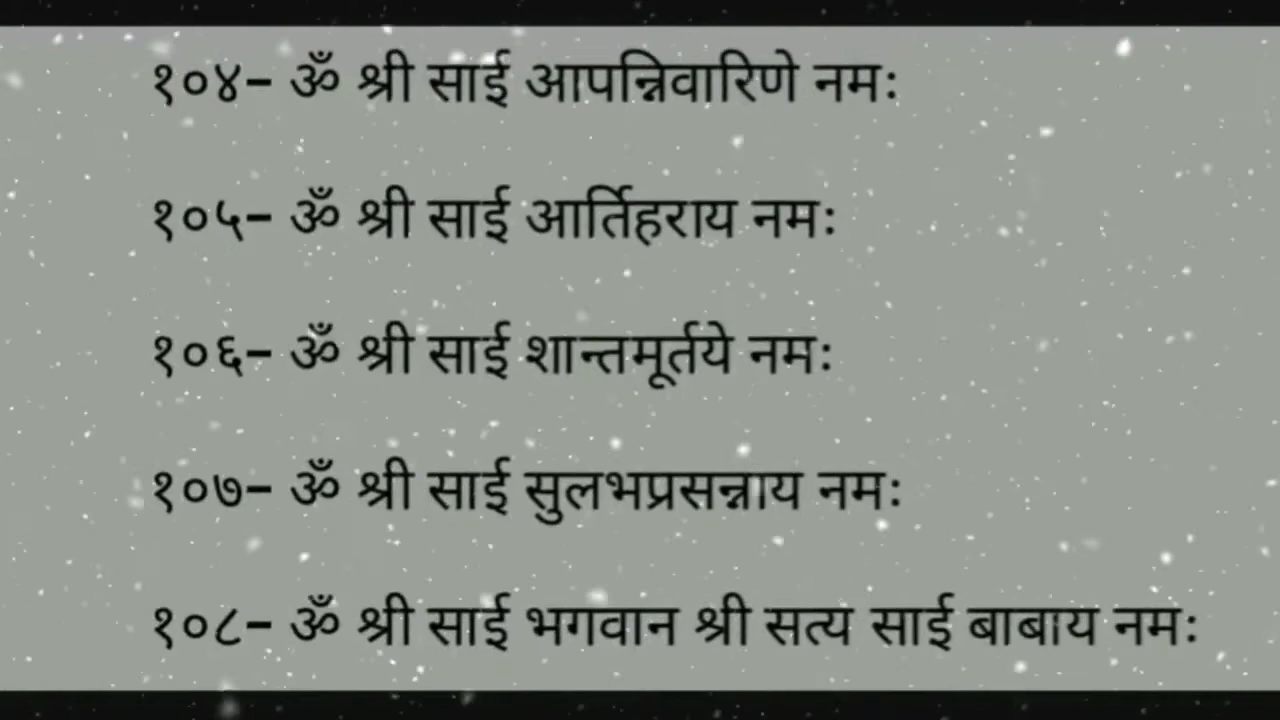 १०४- ॐ श्री साई आपन्निवारिणे नमः
१०५- ॐ श्री साई आर्तिहराय नमः
१०६- ॐ श्री साई शान्तमूर्तये नमः
१०७- ॐ श्री साई सुलभप्रसन्नाय नमः
१०८- ॐ श्री साई भगवान श्री सत्य साई बाबाय नमः